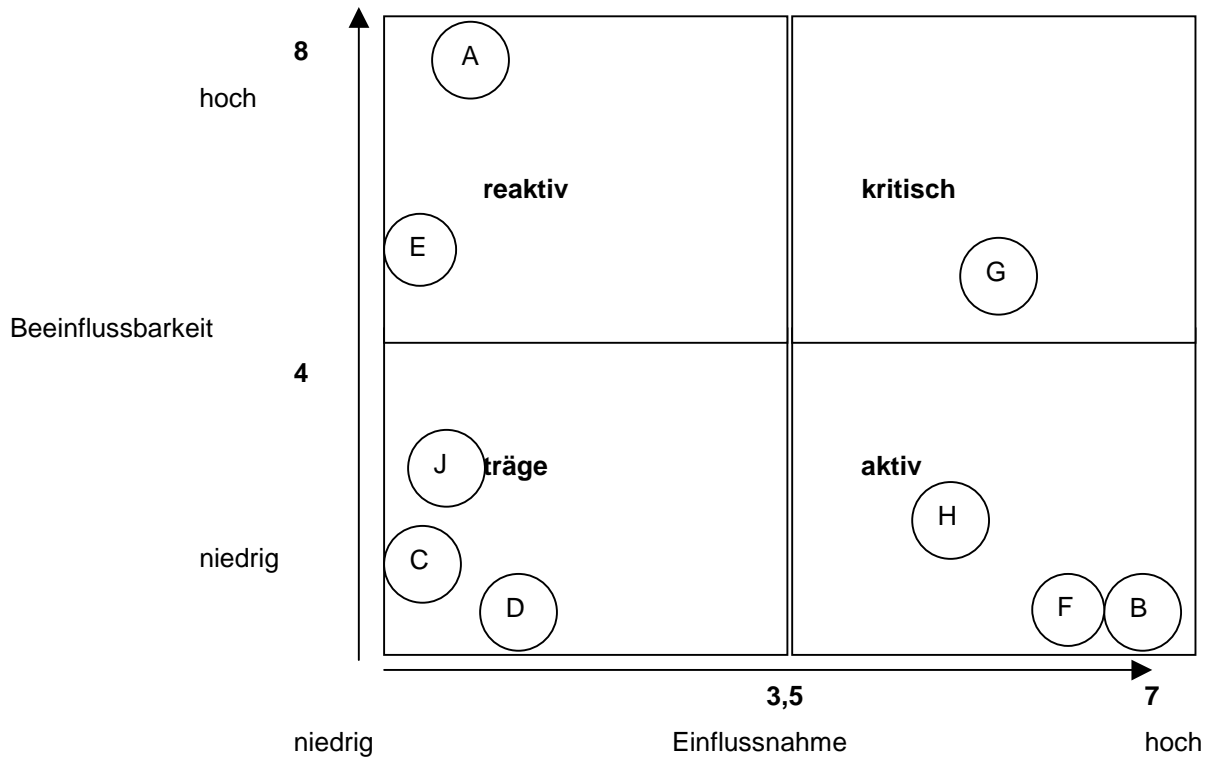 8
A
hoch
reaktiv kritisch
E
G
Beeinflussbarkeit
4
J träge aktiv
H
niedrig C
D F B
3,5 7
niedrig Einflussnahme hoch